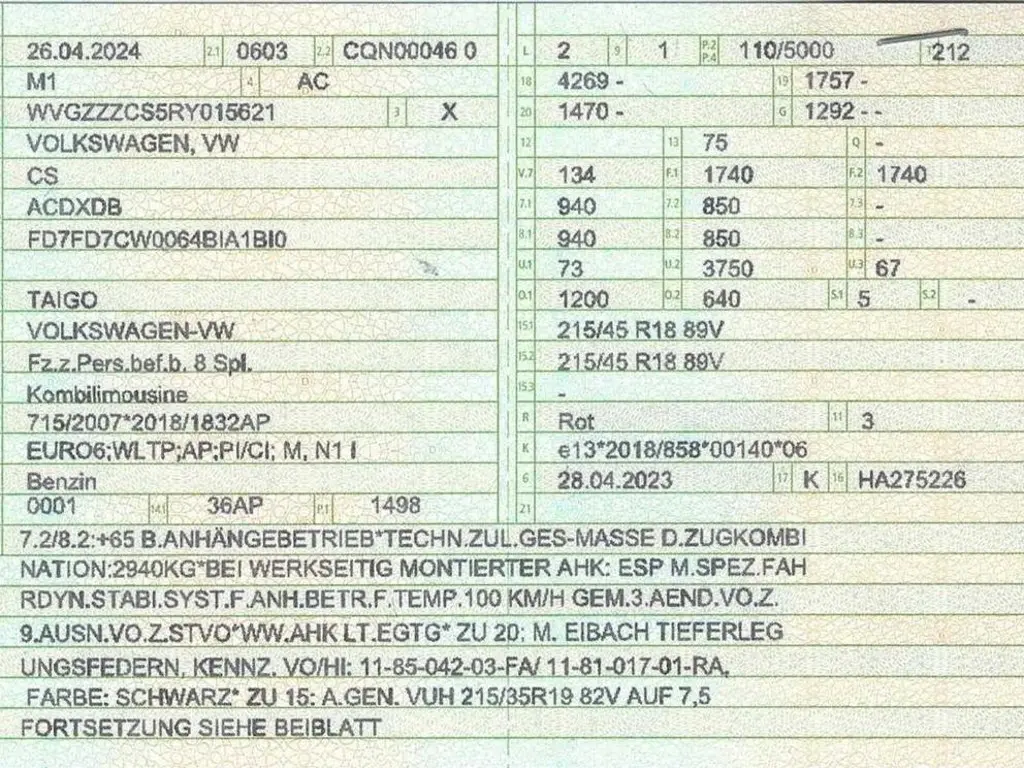 26.04.2024 2.1 0603 2.2 CQN00046 0
M1 4 AC
WVGZZZCS5RY015621 3 X
VOLKSWAGEN, VW
CS
ACDXDB
FD7FD7CW0064BIA1BI0
TAIGO
VOLKSWAGEN-VW
Fz.z.Pers.bef.b. 8 Spl.
Kombilimousine
715/2007*2018/1832AP
EURO6;WLTP;AP;PI/CI; M, N1 I
Benzin
0001 14.1 36AP P.1 1498
L 2 9 1 P.2 P.4 110/5000 212
18 4269 - 19 1757 -
20 1470 - G 1292 - -
12 13 75 Q -
V.7 134 F.1 1740 F.2 1740
7.1 940 7.2 850 7.3 -
8.1 940 8.2 850 8.3 -
U.1 73 U.2 3750 U.3 67
O.1 1200 O.2 640 S.1 5 S.2 -
15.1 215/45 R18 89V
15.2 215/45 R18 89V
15.3 -
R Rot 11 3
K e13*2018/858*00140*06
6 28.04.2023 17 K 16 HA275226
21
7.2/8.2:+65 B.ANHÄNGEBETRIEB*TECHN.ZUL.GES-MASSE D.ZUGKOMBI
NATION:2940KG*BEI WERKSEITIG MONTIERTER AHK: ESP M.SPEZ.FAH
RDYN.STABI.SYST.F.ANH.BETR.F.TEMP.100 KM/H GEM.3.AEND.VO.Z.
9.AUSN.VO.Z.STVO*WW.AHK LT.EGTG* ZU 20: M. EIBACH TIEFERLEG
UNGSFEDERN, KENNZ. VO/HI: 11-85-042-03-FA/ 11-81-017-01-RA,
FARBE: SCHWARZ* ZU 15: A.GEN. VUH 215/35R19 82V AUF 7,5
FORTSETZUNG SIEHE BEIBLATT